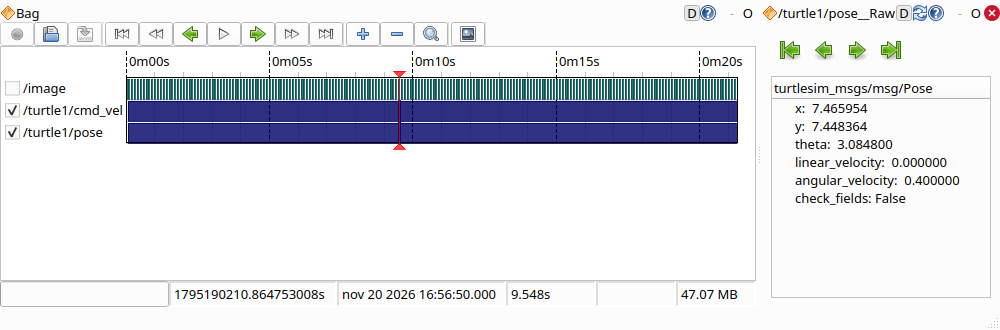 Bag D - O
/turtle1/pose__Raw D - O
0m00s 0m05s 0m10s 0m15s 0m20s
/image
/turtle1/cmd_vel
/turtle1/pose
1795190210.864753008s nov 20 2026 16:56:50.000 9.548s 47.07 MB
turtlesim_msgs/msg/Pose
x: 7.465954
y: 7.448364
theta: 3.084800
linear_velocity: 0.000000
angular_velocity: 0.400000
check_fields: False